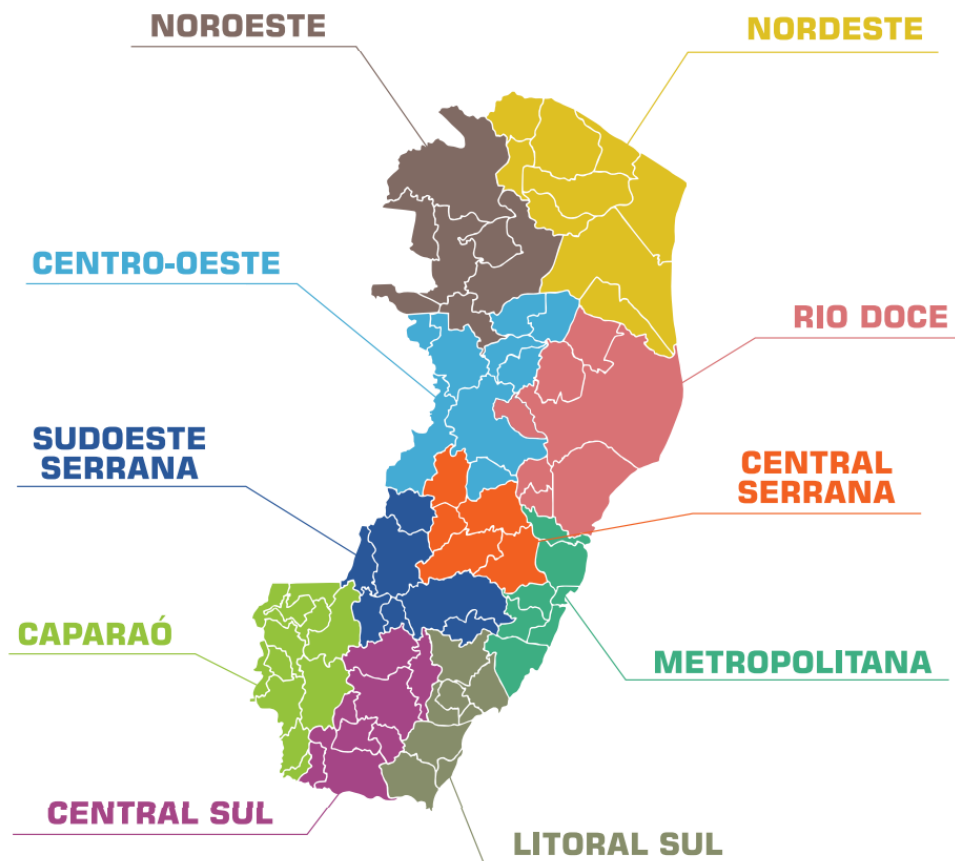 NOROESTE
NORDESTE
CENTRO-OESTE
RIO DOCE
SUDOESTE
SERRANA
CENTRAL
SERRANA
CAPARAÓ
METROPOLITANA
CENTRAL SUL
LITORAL SUL